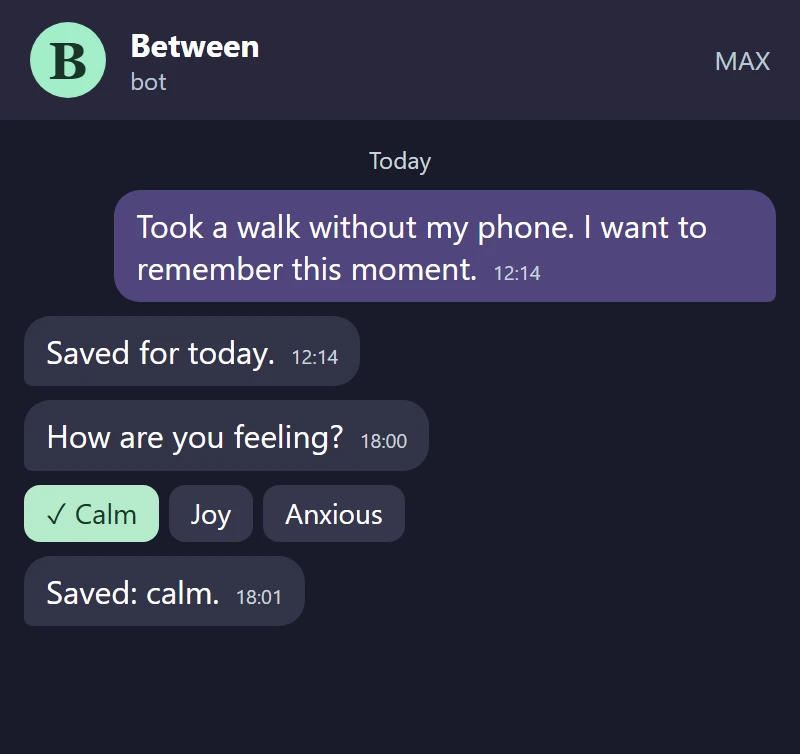 B
Between
bot
MAX
Today
Took a walk without my phone. I want to
remember this moment. 12:14
Saved for today. 12:14
How are you feeling? 18:00
✓ Calm Joy Anxious
Saved: calm. 18:01